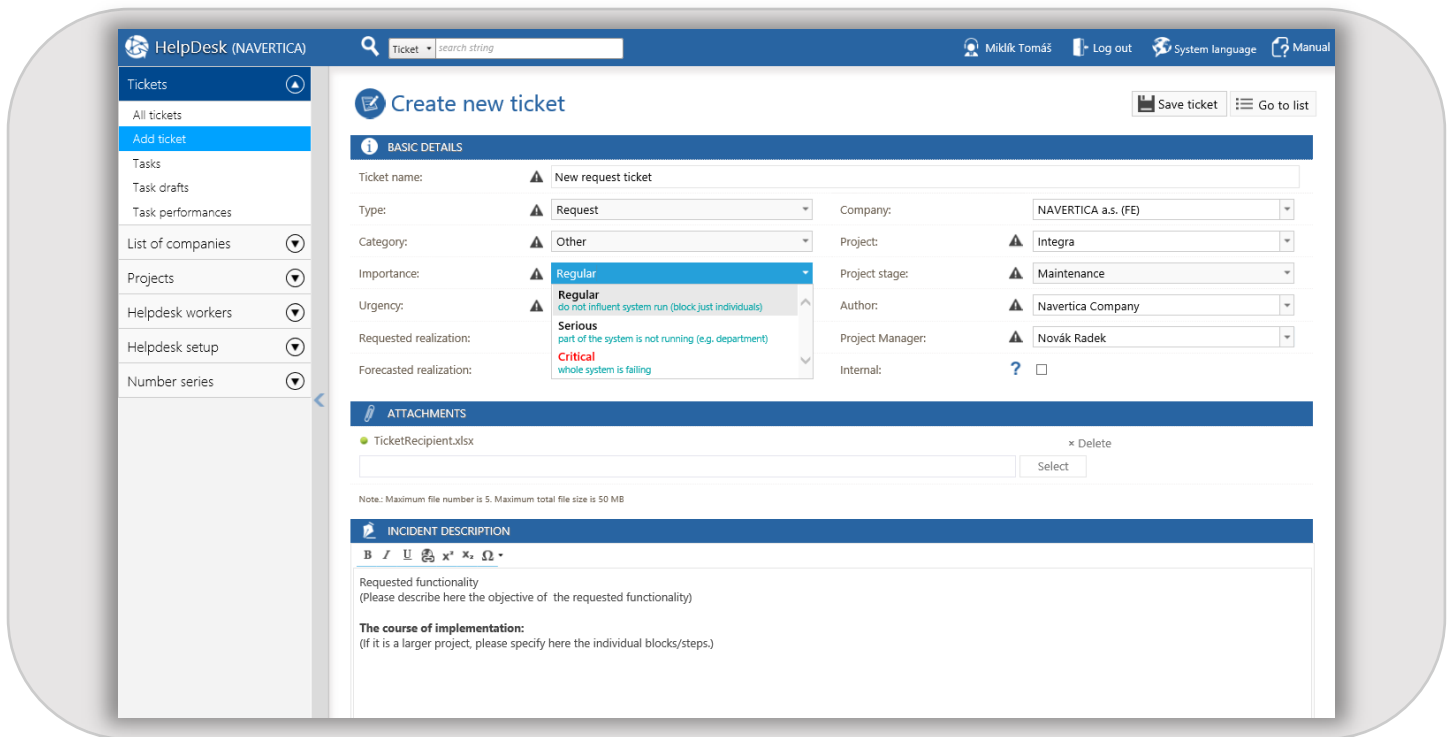 HelpDesk (NAVERTICA)
Ticket search string
Miklík Tomáš Log out System language Manual
Tickets
All tickets
Add ticket
Tasks
Task drafts
Task performances
List of companies
Projects
Helpdesk workers
Helpdesk setup
Number series
Create new ticket
Save ticket Go to list
BASIC DETAILS
Ticket name: New request ticket
Type: Request Company: NAVERTICA a.s. (FE)
Category: Other Project: Integra
Importance: Regular Project stage: Maintenance
Regular
do not influent system run (block just individuals)
Serious
part of the system is not running (e.g. department)
Critical
whole system is failing
Urgency: Author: Navertica Company
Requested realization: Project Manager: Novák Radek
Forecasted realization: Internal: ?
ATTACHMENTS
TicketRecipient.xlsx × Delete
Select
Note.: Maximum file number is 5. Maximum total file size is 50 MB
INCIDENT DESCRIPTION
B I U x² x₂ Ω
Requested functionality
(Please describe here the objective of the requested functionality)
The course of implementation:
(If it is a larger project, please specify here the individual blocks/steps.)